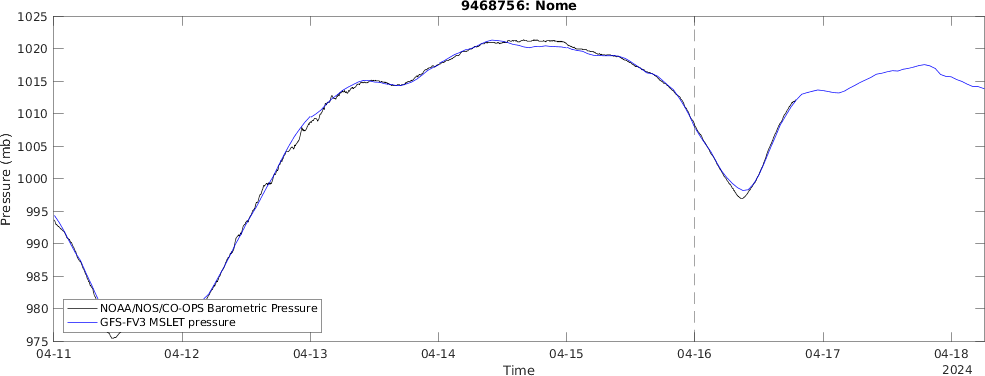 9468756: Nome
Pressure (mb)
1025
1020
1015
1010
1005
1000
995
990
985
980
975
NOAA/NOS/CO-OPS Barometric Pressure
GFS-FV3 MSLET pressure
04-11 04-12 04-13 04-14 04-15 04-16 04-17 04-18
Time 2024